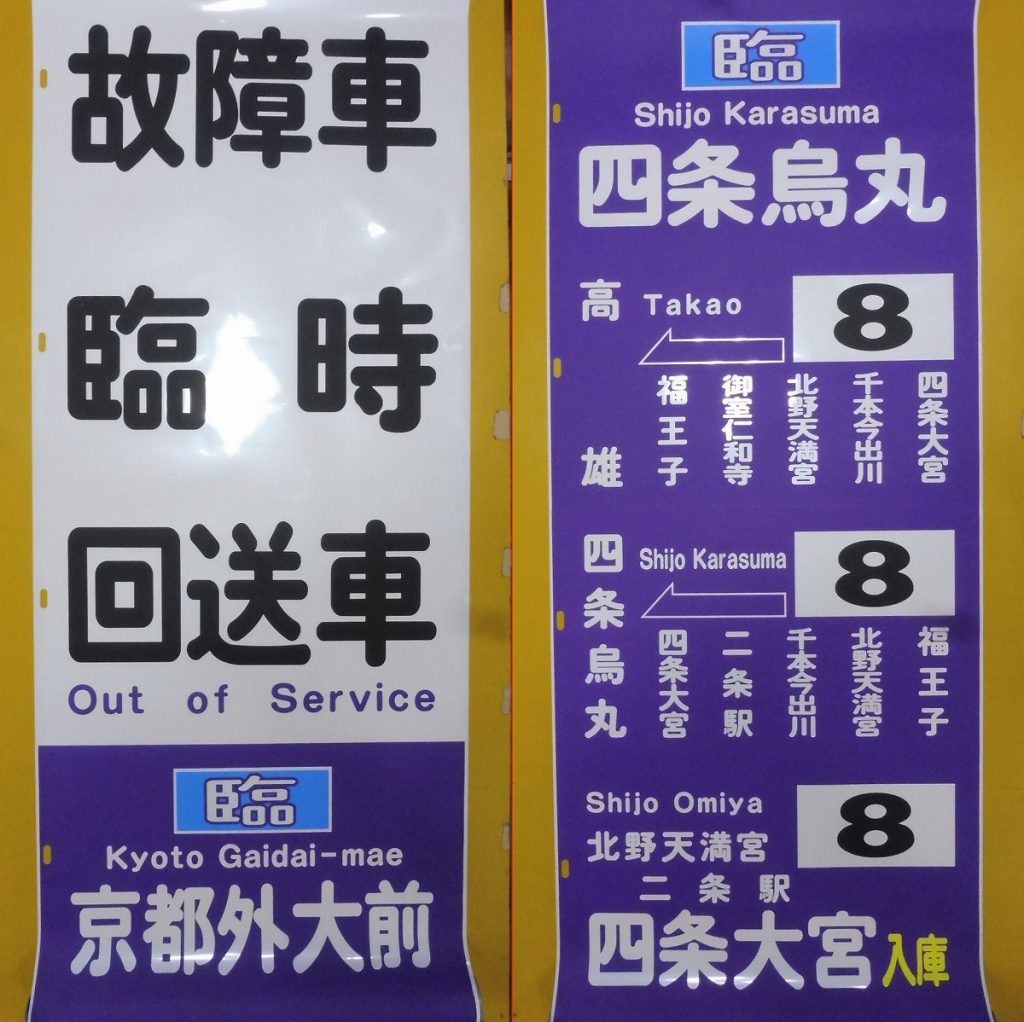 故障車
臨時
回送車
Out of Service
臨
Kyoto Gaidai-mae
京都外大前
臨
Shijo Karasuma
四条烏丸
高雄
Takao
8
福王子
御室仁和寺
北野天満宮
千本今出川
四条大宮
四条烏丸
Shijo Karasuma
8
四条大宮
二条駅
千本今出川
北野天満宮
福王子
Shijo Omiya
8
北野天満宮
二条駅
四条大宮入庫